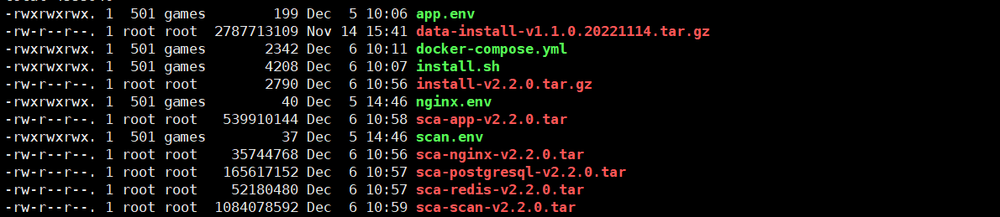 -rwxrwxrwx. 1  501 games        199 Dec  5 10:06 app.env
-rw-r--r--. 1 root root  2787713109 Nov 14 15:41 data-install-v1.1.0.20221114.tar.gz
-rwxrwxrwx. 1  501 games       2342 Dec  6 10:11 docker-compose.yml
-rwxrwxrwx. 1  501 games       4208 Dec  6 10:07 install.sh
-rw-r--r--. 1 root root        2790 Dec  6 10:56 install-v2.2.0.tar.gz
-rwxrwxrwx. 1  501 games         40 Dec  5 14:46 nginx.env
-rw-r--r--. 1 root root   539910144 Dec  6 10:58 sca-app-v2.2.0.tar
-rwxrwxrwx. 1  501 games         37 Dec  5 14:46 scan.env
-rw-r--r--. 1 root root    35744768 Dec  6 10:56 sca-nginx-v2.2.0.tar
-rw-r--r--. 1 root root   165617152 Dec  6 10:57 sca-postgresql-v2.2.0.tar
-rw-r--r--. 1 root root    52180480 Dec  6 10:57 sca-redis-v2.2.0.tar
-rw-r--r--. 1 root root  1084078592 Dec  6 10:59 sca-scan-v2.2.0.tar